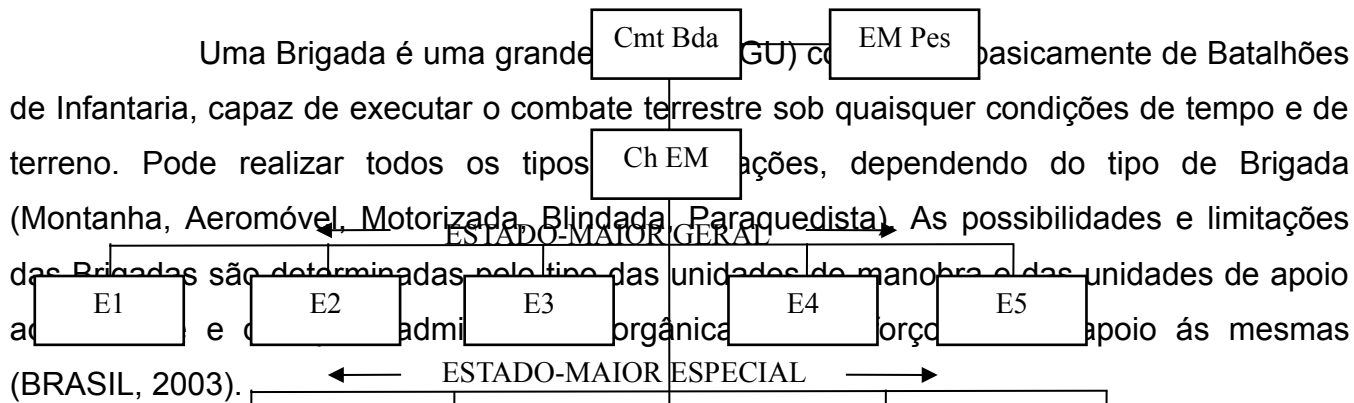 Cmt Bda
EM Pes
Uma Brigada é uma grande GU) basicamente de Batalhões
de Infantaria, capaz de executar o combate terrestre sob quaisquer condições de tempo e de
Ch EM
terreno. Pode realizar todos os tipos dependendo do tipo de Brigada
(Montanha, Aeromóvel, Motorizada, Blindada, Paraquedista). As possibilidades e limitações
ESTADO-MAIOR GERAL
das Brigadas são determinadas pelo tipo das unidades de manobra e das unidades de apoio
E1 E2 E3 E4 E5
e apoio ás mesmas
(BRASIL, 2003).
ESTADO-MAIOR ESPECIAL